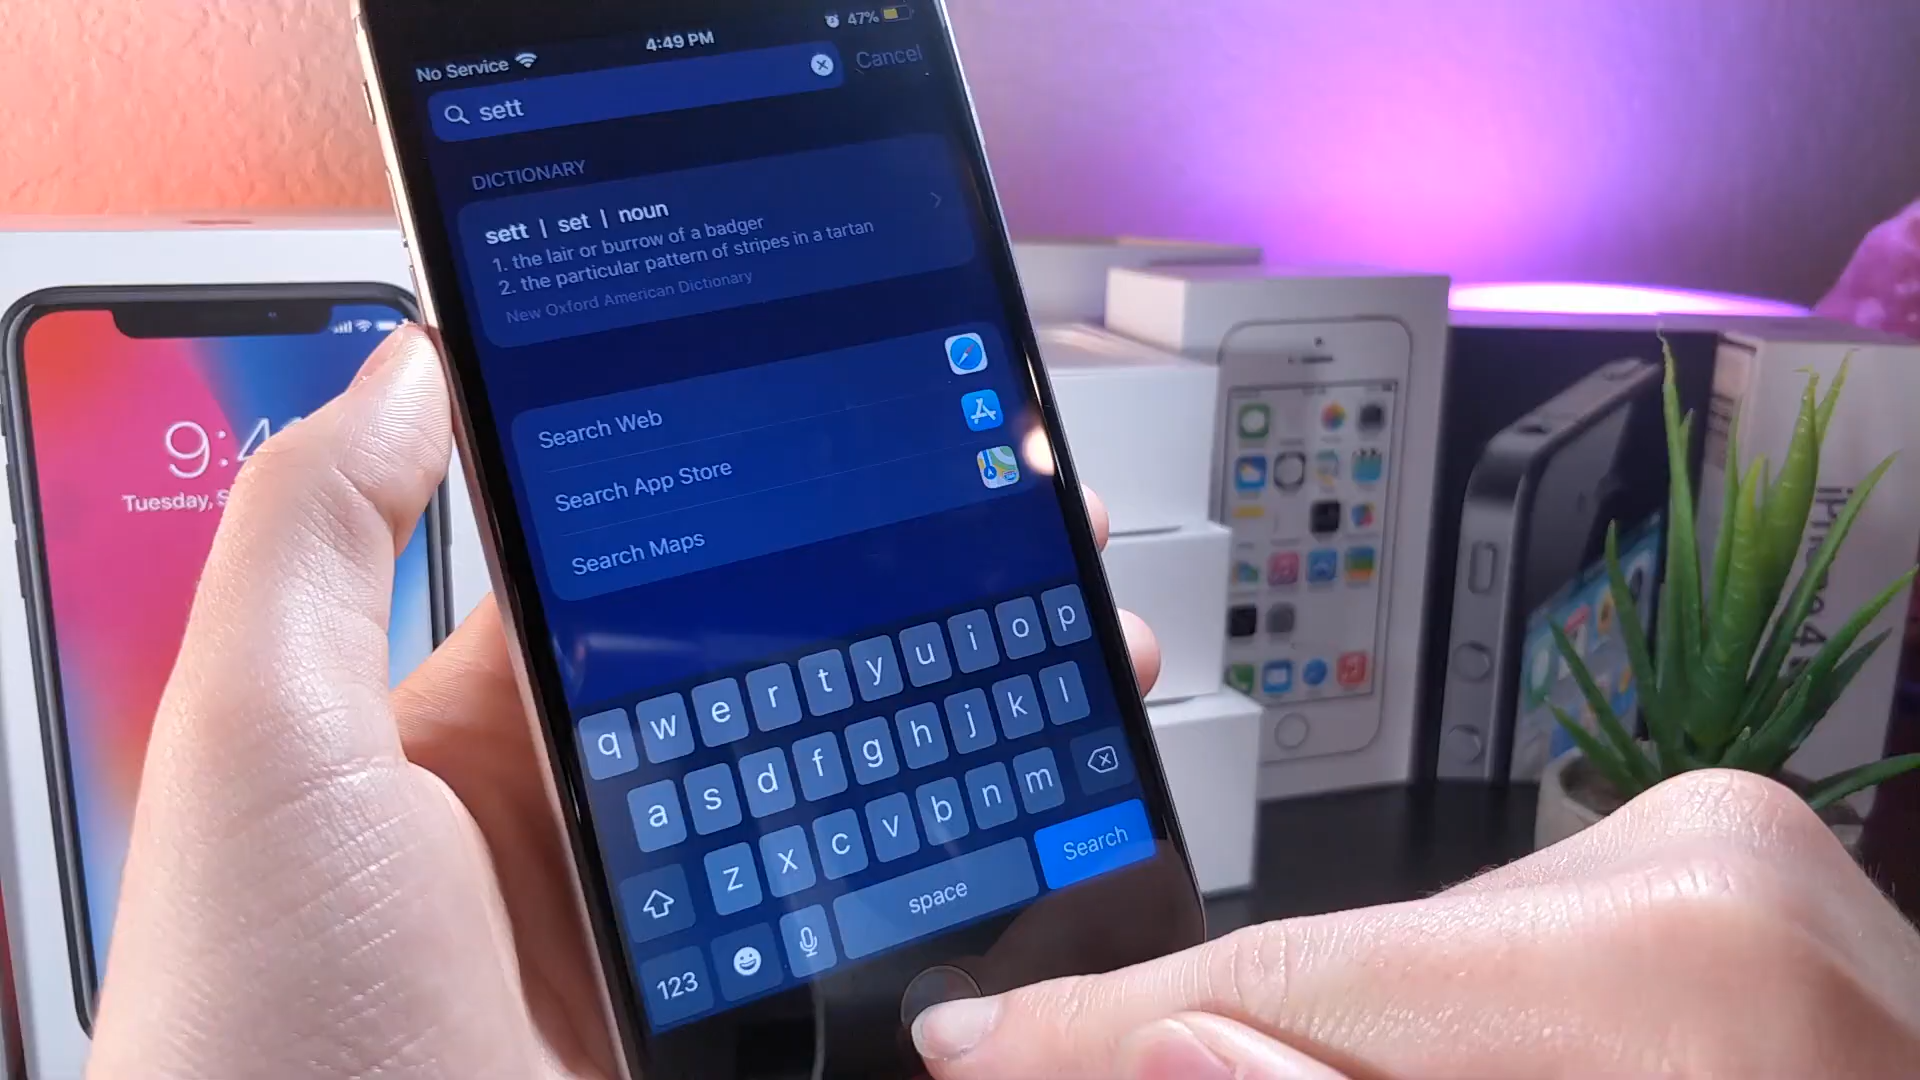 No Service 4:49 PM 47%
sett Cancel
DICTIONARY
sett | set | noun
1. the lair or burrow of a badger
2. the particular pattern of stripes in a tartan
New Oxford American Dictionary
Search Web
Search App Store
Search Maps
q w e r t y u i o p
a s d f g h j k l
z x c v b n m
123 space Search
Tuesday,
iPhone 4